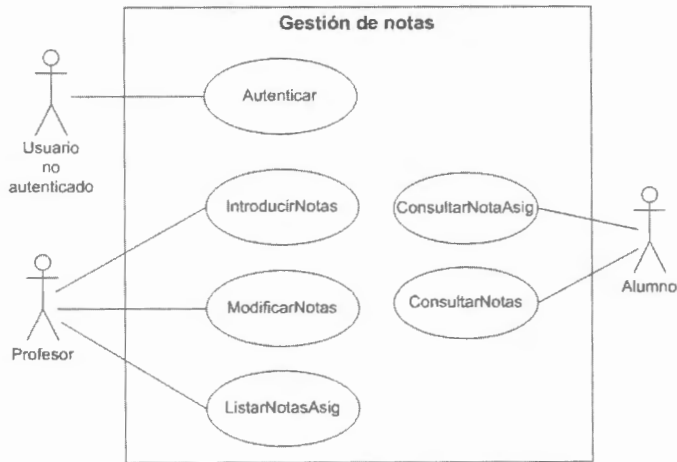 Gestión de notas
Autenticar
Usuario
no
autenticado
IntroducirNotas
ConsultarNotaAsig
ModificarNotas
ConsultarNotas
Alumno
Profesor
ListarNotasAsig